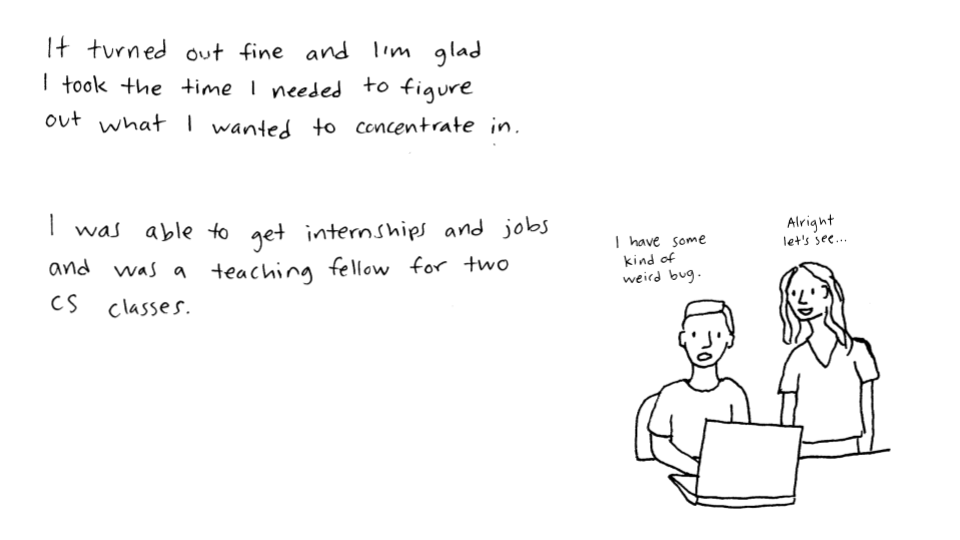 It turned out fine and I'm glad
I took the time I needed to figure
out what I wanted to concentrate in.
I was able to get internships and jobs
and was a teaching fellow for two
CS classes.
I have some
kind of
weird bug.
Alright
let's see...